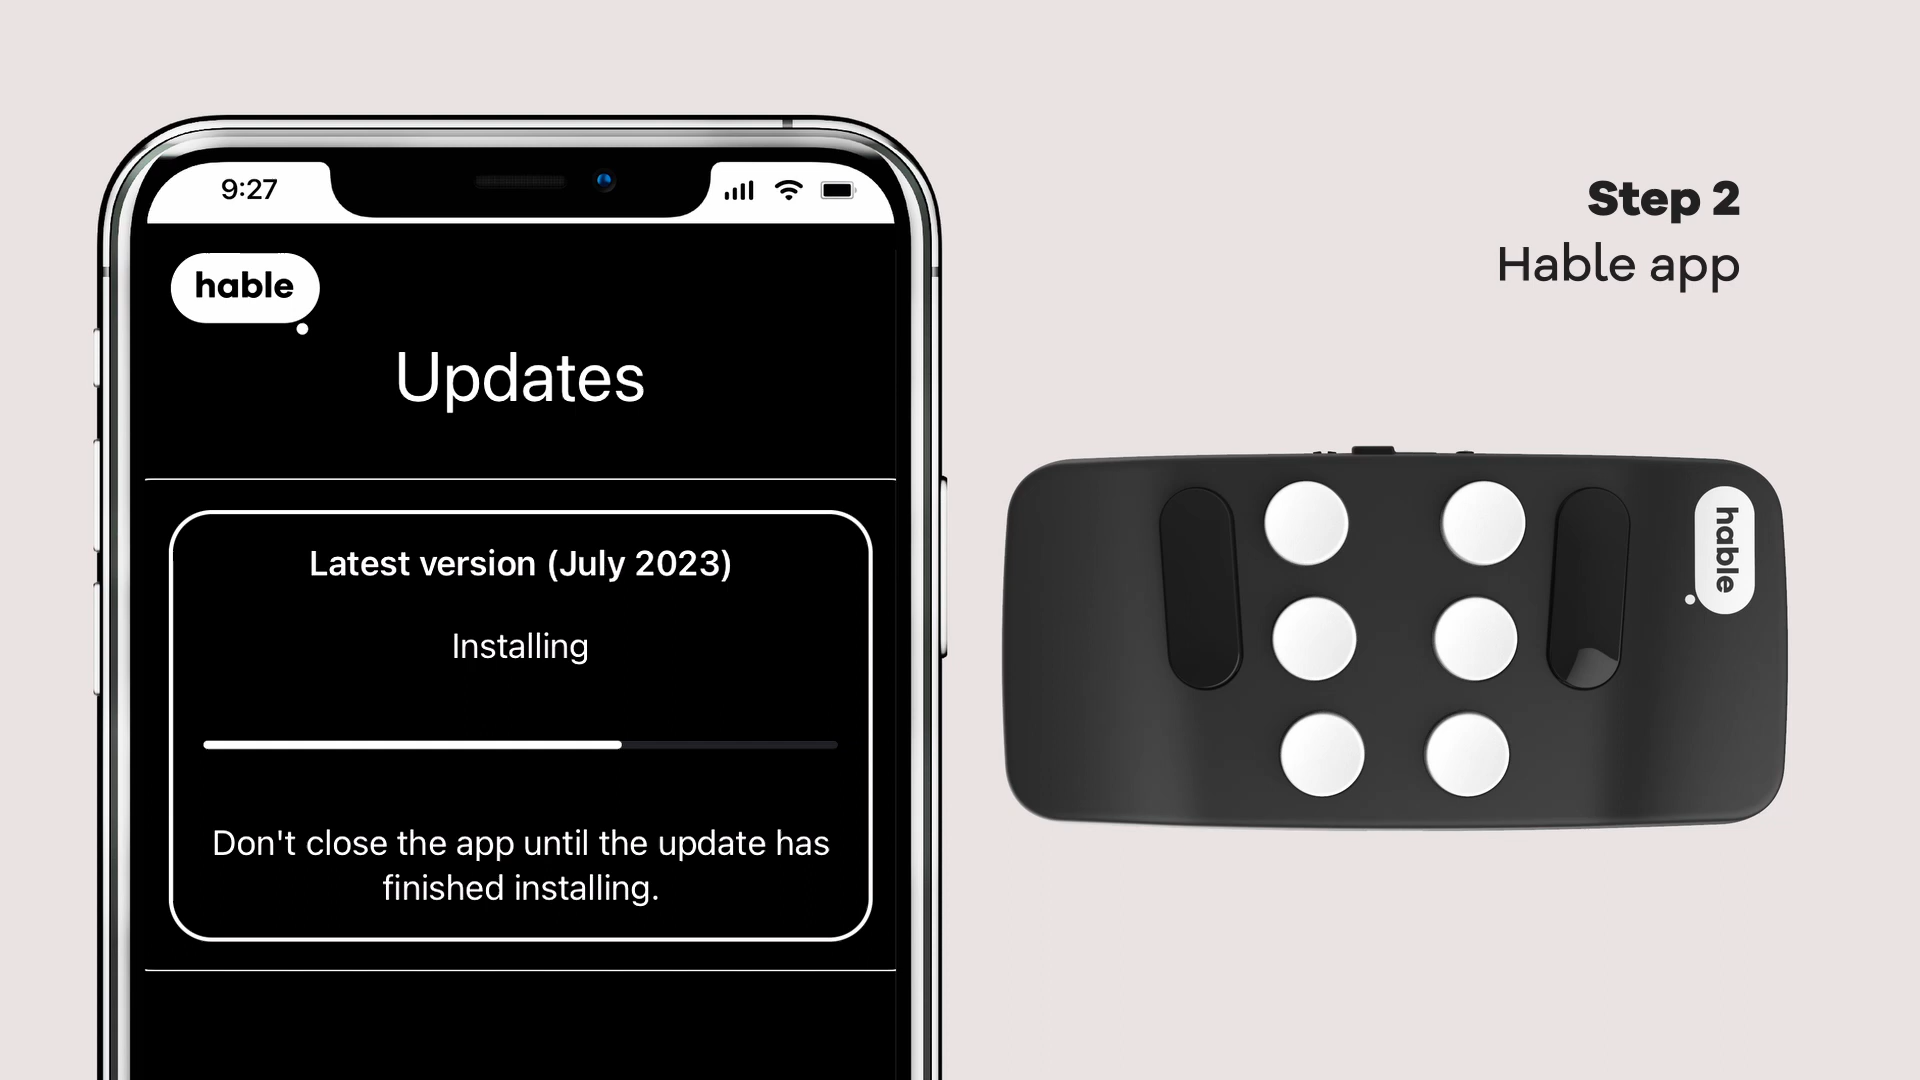 9:27
hable
Updates
Latest version (July 2023)
Installing
Don't close the app until the update has
finished installing.
Step 2
Hable app
hable